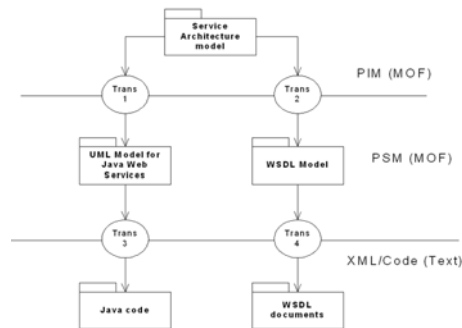 Service
Architecture
model
PIM (MOF)
Trans
1
Trans
2
UML Model for
Java Web
Services
WSDL Model
PSM (MOF)
Trans
3
Trans
4
XML/Code (Text)
Java code
WSDL
documents